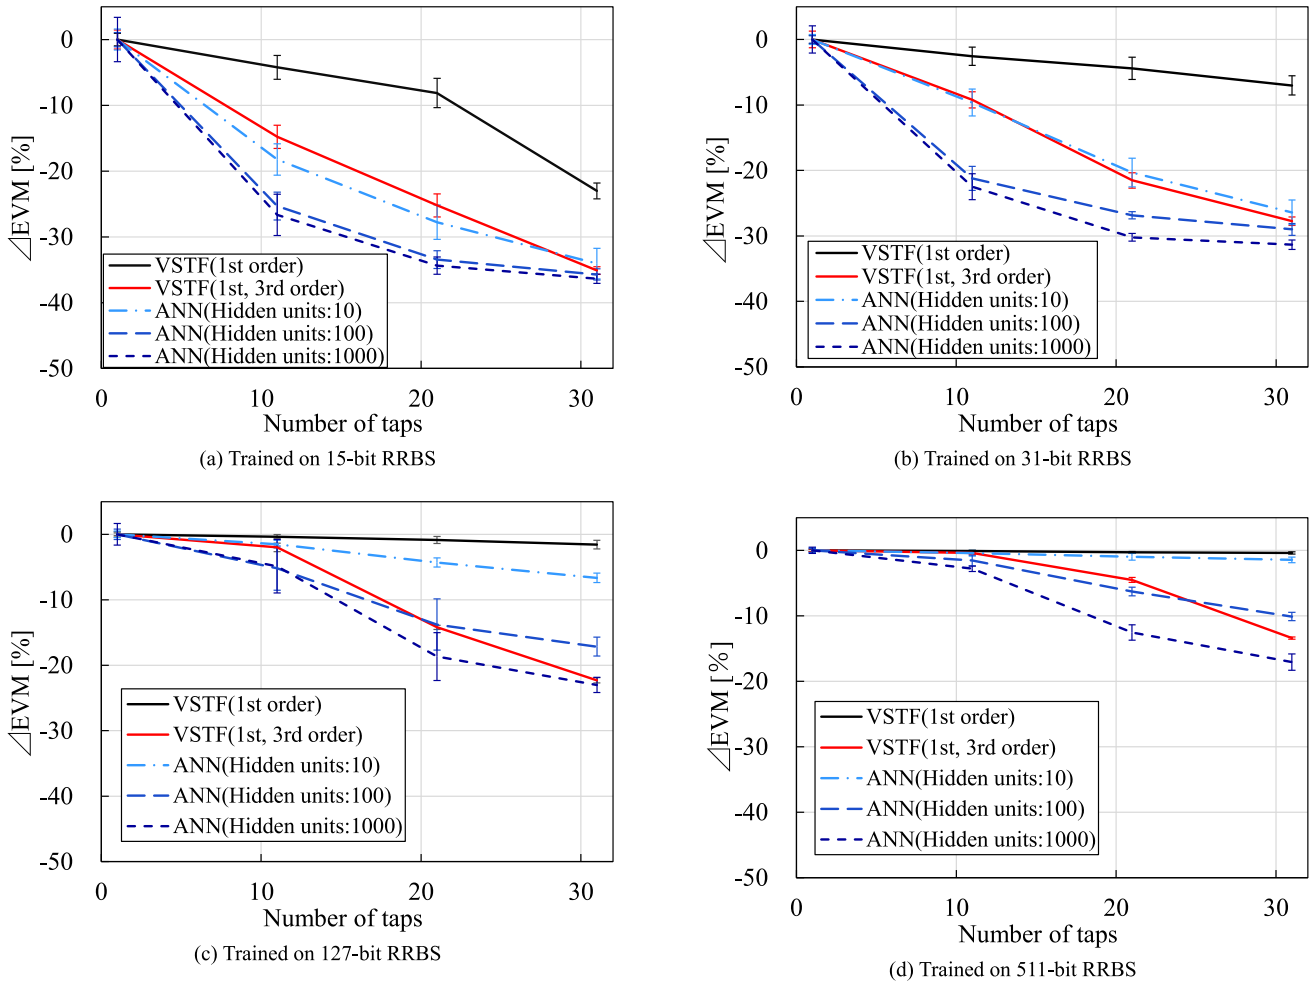 0
-10
-20
-30
-40
-50
⊿EVM [%]
VSTF(1st order)
VSTF(1st, 3rd order)
ANN(Hidden units:10)
ANN(Hidden units:100)
ANN(Hidden units:1000)
0 10 20 30
Number of taps
(a) Trained on 15-bit RRBS
0
-10
-20
-30
-40
-50
⊿EVM [%]
VSTF(1st order)
VSTF(1st, 3rd order)
ANN(Hidden units:10)
ANN(Hidden units:100)
ANN(Hidden units:1000)
0 10 20 30
Number of taps
(b) Trained on 31-bit RRBS
0
-10
-20
-30
-40
-50
⊿EVM [%]
VSTF(1st order)
VSTF(1st, 3rd order)
ANN(Hidden units:10)
ANN(Hidden units:100)
ANN(Hidden units:1000)
0 10 20 30
Number of taps
(c) Trained on 127-bit RRBS
0
-10
-20
-30
-40
-50
⊿EVM [%]
VSTF(1st order)
VSTF(1st, 3rd order)
ANN(Hidden units:10)
ANN(Hidden units:100)
ANN(Hidden units:1000)
0 10 20 30
Number of taps
(d) Trained on 511-bit RRBS